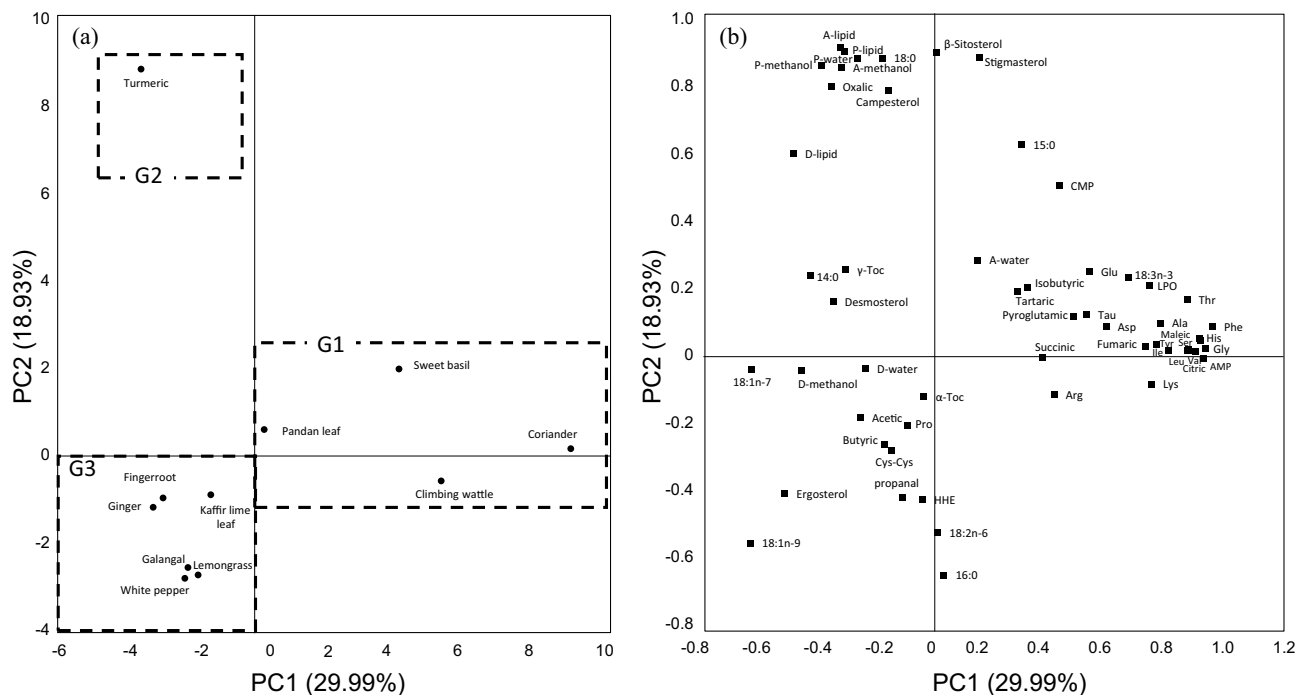 (a)
10
8
6
4
2
0
-2
-4
PC2 (18.93%)
Turmeric
G2
G1
Sweet basil
Pandan leaf
Coriander
Climbing wattle
G3
Fingerroot
Ginger
Kaffir lime
leaf
Galangal
Lemongrass
White pepper
-6 -4 -2 0 2 4 6 8 10
PC1 (29.99%)
(b)
1.0
0.8
0.6
0.4
0.2
0
-0.2
-0.4
-0.6
-0.8
PC2 (18.93%)
A-lipid
P-lipid
P-water
18:0
β-Sitosterol
Stigmasterol
P-methanol
A-methanol
Oxalic
Campesterol
D-lipid
15:0
CMP
A-water
γ-Toc
14:0
Desmosterol
Glu
18:3n-3
Isobutyric
LPO
Tartaric
Thr
Pyroglutamic
Tau
Asp
Ala
Phe
Maleic
His
Fumaric
Tyr
Ser
Gly
Ile
Leu
Val
Succinic
Citric
AMP
18:1n-7
D-methanol
D-water
Lys
Arg
α-Toc
Acetic
Pro
Butyric
Cys-Cys
propanal
HHE
Ergosterol
18:2n-6
18:1n-9
16:0
-0.8 -0.6 -0.4 -0.2 0 0.2 0.4 0.6 0.8 1.0 1.2
PC1 (29.99%)